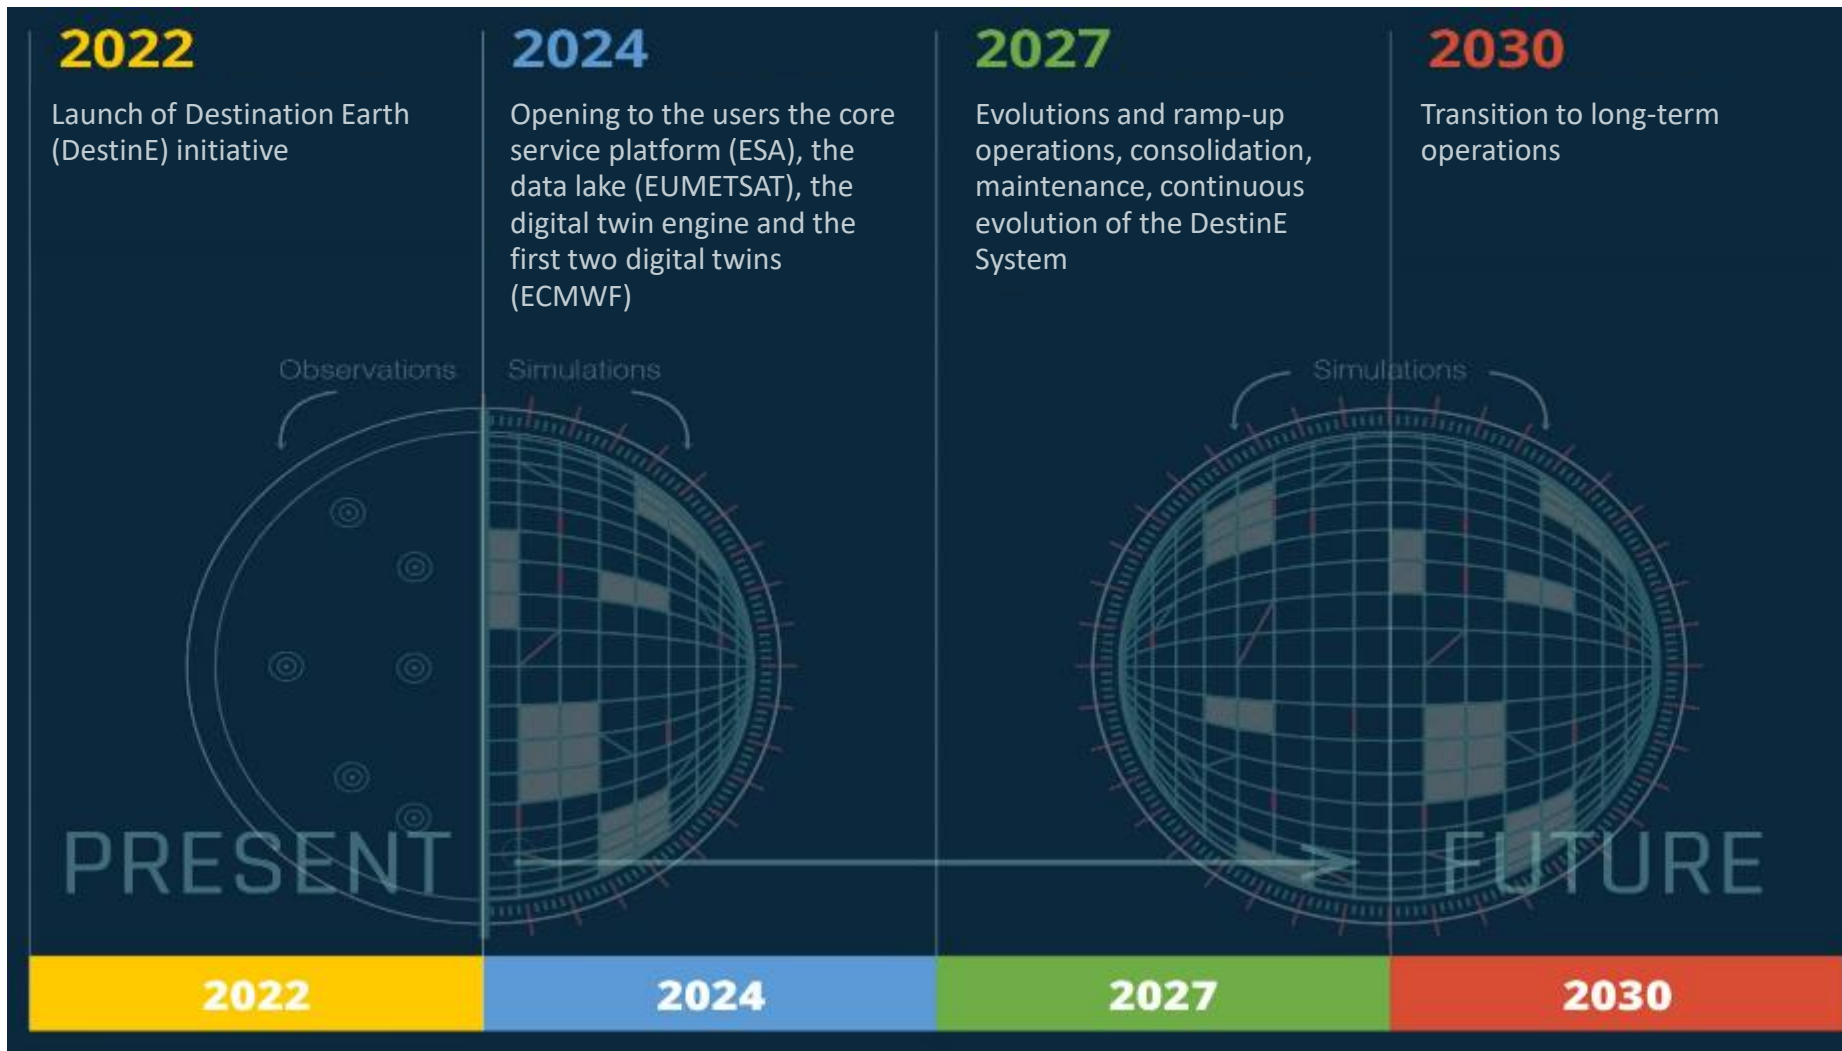 2022
Launch of Destination Earth
(DestinE) initiative
2024
Opening to the users the core
service platform (ESA), the
data lake (EUMETSAT), the
digital twin engine and the
first two digital twins
(ECMWF)
2027
Evolutions and ramp-up
operations, consolidation,
maintenance, continuous
evolution of the DestinE
System
2030
Transition to long-term
operations
Observations
Simulations
Simulations
PRESENT
FUTURE
2022
2024
2027
2030